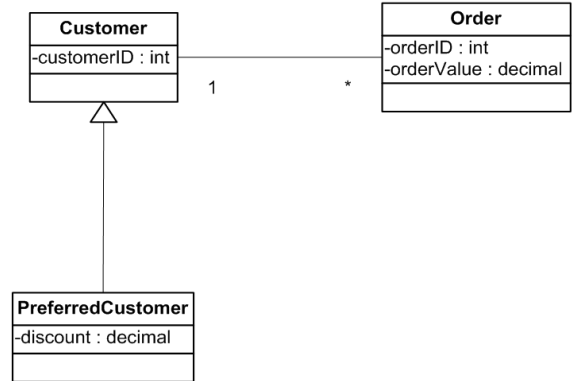 Customer
-customerID : int
Order
-orderID : int
-orderValue : decimal
1
*
PreferredCustomer
-discount : decimal